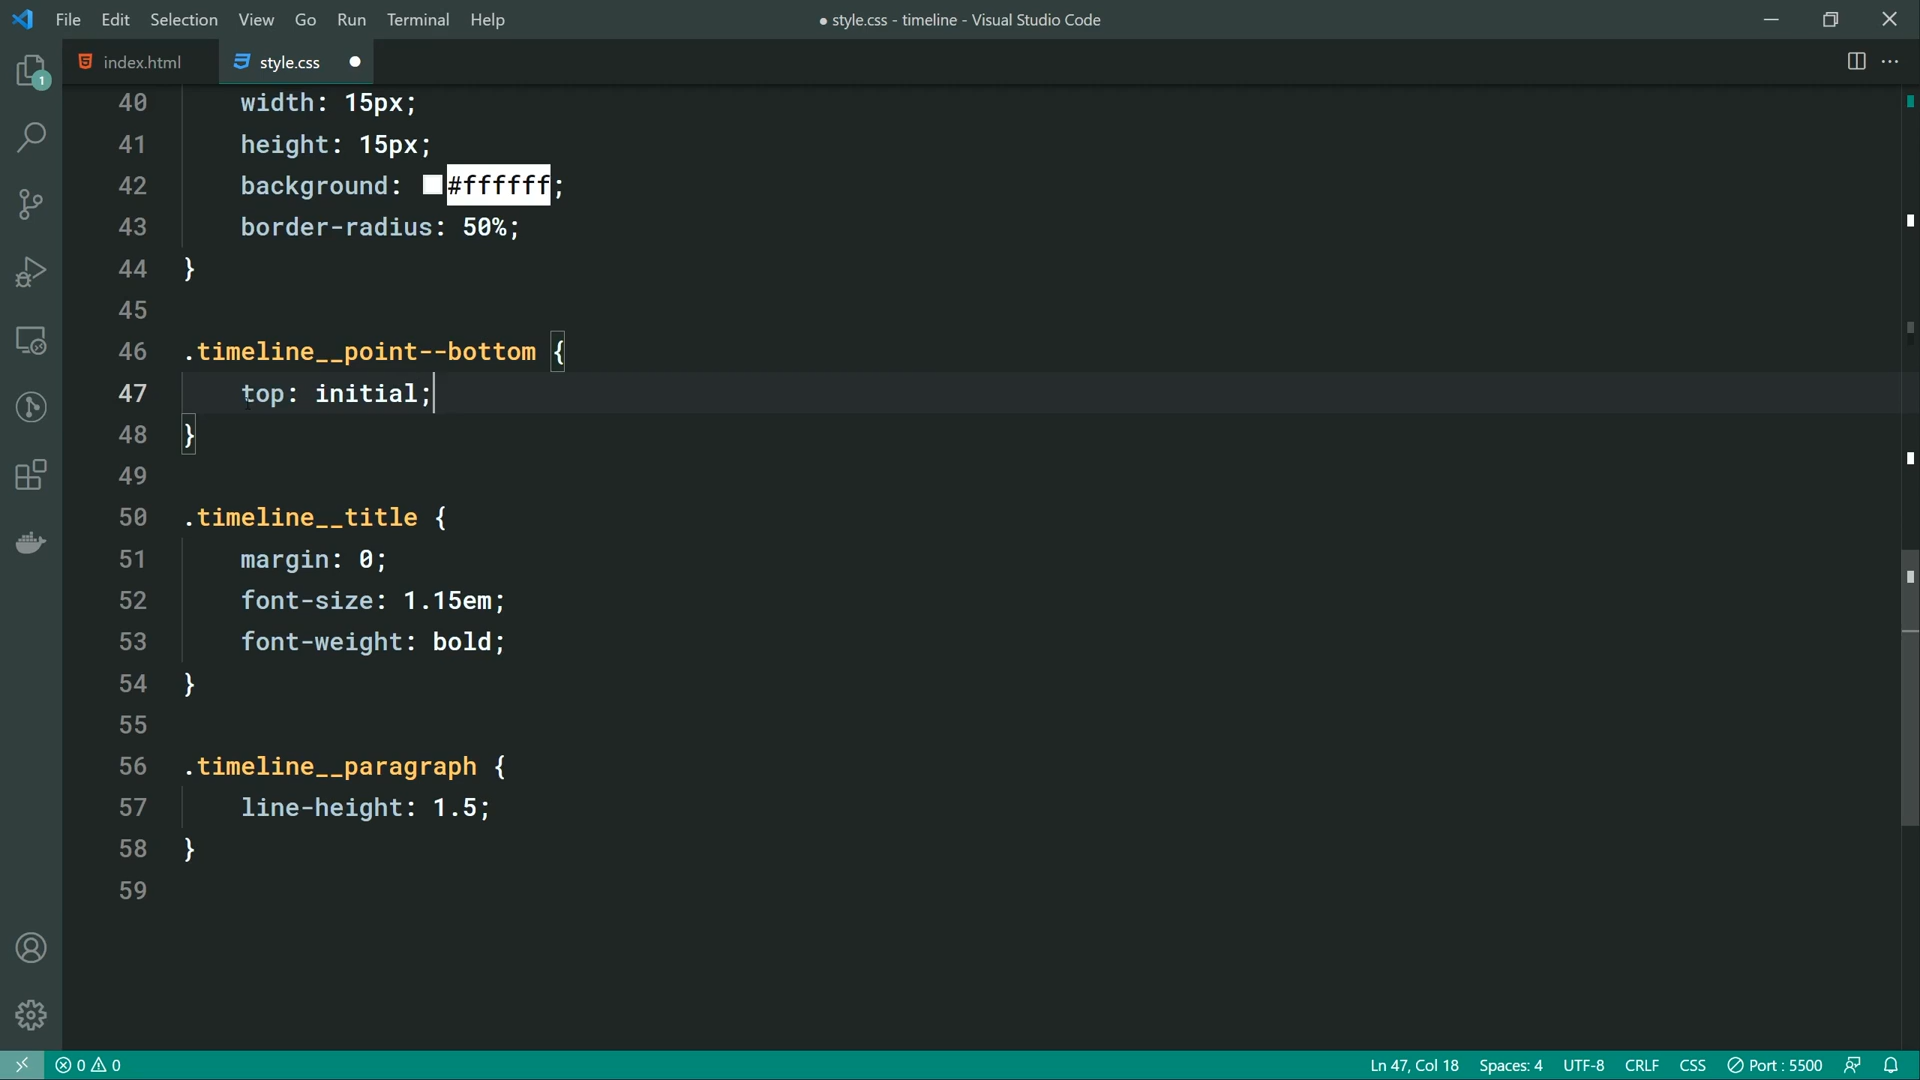 File Edit Selection View Go Run Terminal Help ● style.css - timeline - Visual Studio Code
index.html style.css
1
40 width: 15px;
41 height: 15px;
42 background: #ffffff;
43 border-radius: 50%;
44 }
45
46 .timeline__point--bottom {
47 top: initial;
48 }
49
50 .timeline__title {
51 margin: 0;
52 font-size: 1.15em;
53 font-weight: bold;
54 }
55
56 .timeline__paragraph {
57 line-height: 1.5;
58 }
59
0 0 Ln 47, Col 18 Spaces: 4 UTF-8 CRLF CSS Port : 5500